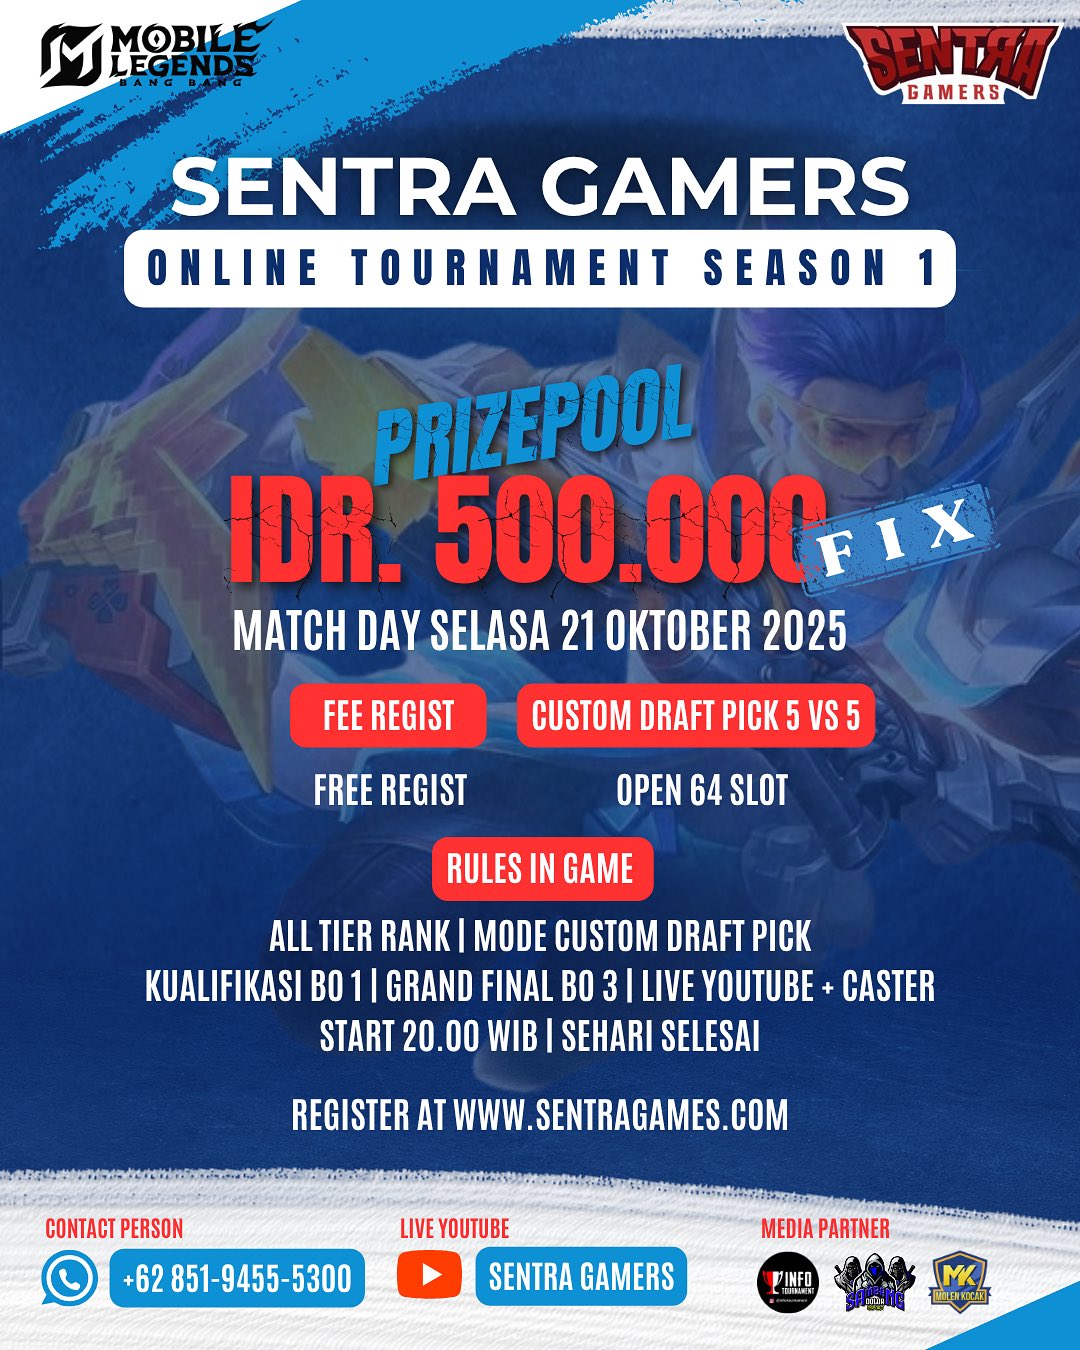 MOBILE
LEGENDS
BANG BANG
SENTRA
GAMERS
SENTRA GAMERS
ONLINE TOURNAMENT SEASON 1
PRIZEPOOL
IDR. 500.000
FIX
MATCH DAY SELASA 21 OKTOBER 2025
FEE REGIST
CUSTOM DRAFT PICK 5 VS 5
FREE REGIST
OPEN 64 SLOT
RULES IN GAME
ALL TIER RANK | MODE CUSTOM DRAFT PICK
KUALIFIKASI BO 1 | GRAND FINAL BO 3 | LIVE YOUTUBE + CASTER
START 20.00 WIB | SEHARI SELESAI
REGISTER AT WWW.SENTRAGAMES.COM
CONTACT PERSON
+62 851-9455-5300
LIVE YOUTUBE
SENTRA GAMERS
MEDIA PARTNER
INFO
TOURNAMENT
MK
MOLEN KOCAK